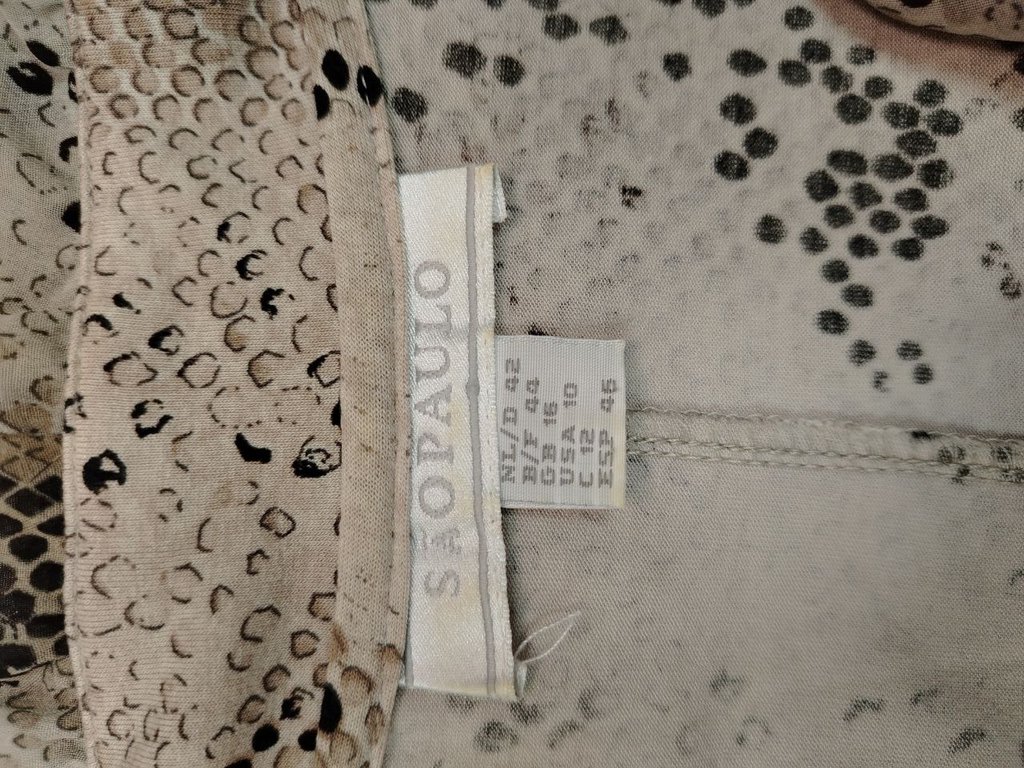 SÃOPAULO
NL/D 42
B/F 44
GB 16
USA 10
C 12
ESP 46